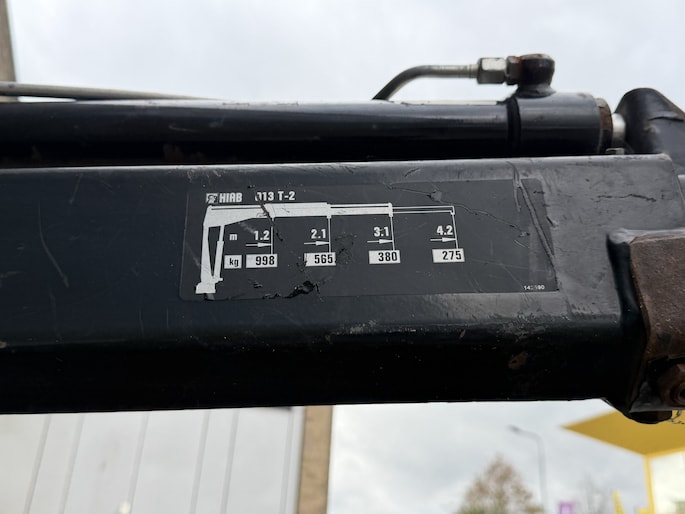 HIAB 013 T-2
m 1.2 2.1 3.1 4.2
kg 998 565 380 275